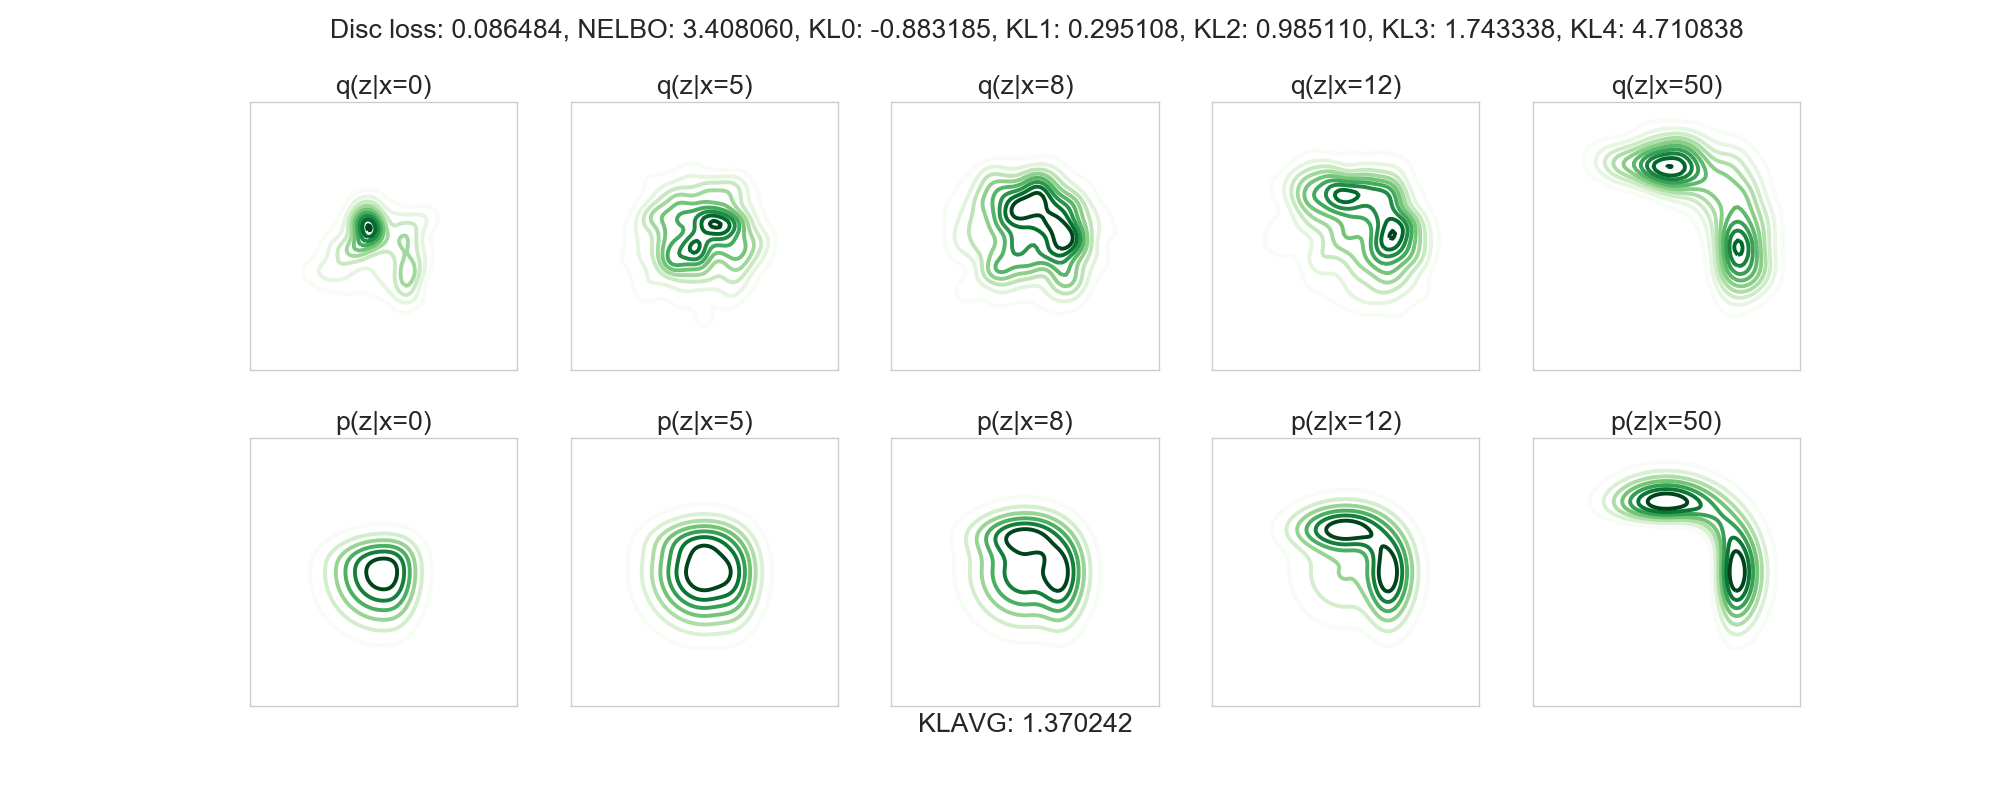 Disc loss: 0.086484, NELBO: 3.408060, KL0: -0.883185, KL1: 0.295108, KL2: 0.985110, KL3: 1.743338, KL4: 4.710838
q(z|x=0) q(z|x=5) q(z|x=8) q(z|x=12) q(z|x=50)
p(z|x=0) p(z|x=5) p(z|x=8) p(z|x=12) p(z|x=50)
KLAVG: 1.370242